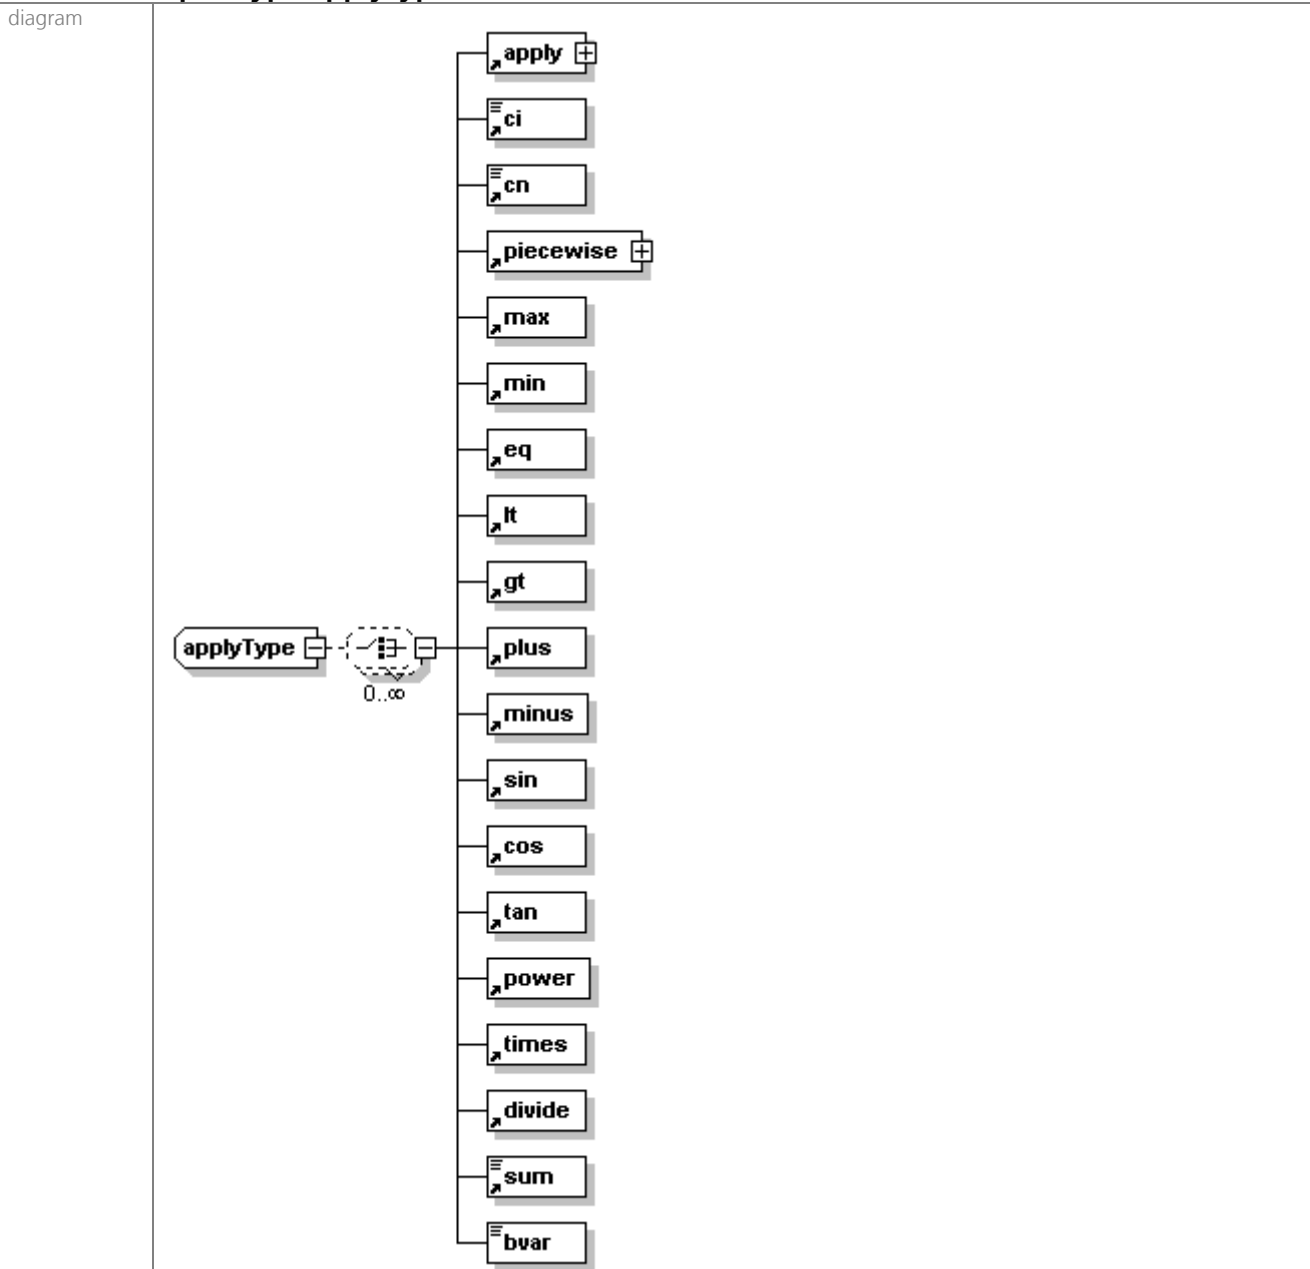 diagram
apply
ci
cn
piecewise
max
min
eq
lt
gt
applyType
plus
0..∞
minus
sin
cos
tan
power
times
divide
sum
bvar